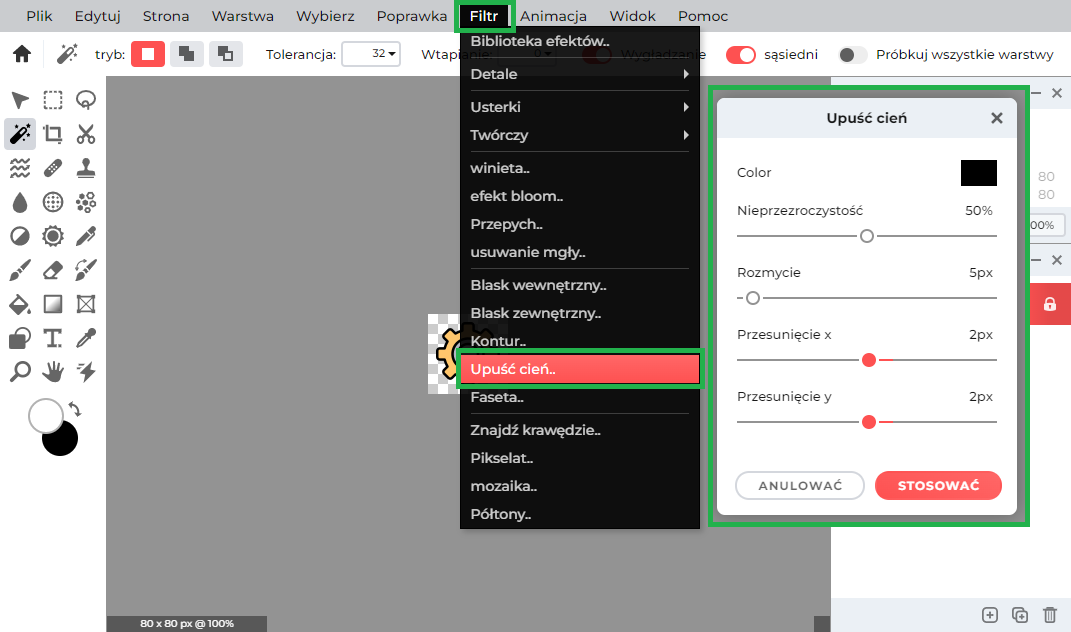 Plik Edytuj Strona Warstwa Wybierz Poprawka Filtr Animacja Widok Pomoc
tryb: Tolerancja: 32 Wtapianie: 0 Wygładzanie sąsiedni Próbkuj wszystkie warstwy
Biblioteka efektów..
Detale
Usterki
Twórczy
winieta..
efekt bloom..
Przepych..
usuwanie mgły..
Blask wewnętrzny..
Blask zewnętrzny..
Kontur..
Upuść cień..
Faseta..
Znajdź krawędzie..
Pikselat..
mozaika..
Półtony..
Upuść cień
Color
Nieprzezroczystość 50%
Rozmycie 5px
Przesunięcie x 2px
Przesunięcie y 2px
ANULOWAĆ STOSOWAĆ
80
80
00%
80 x 80 px @ 100%